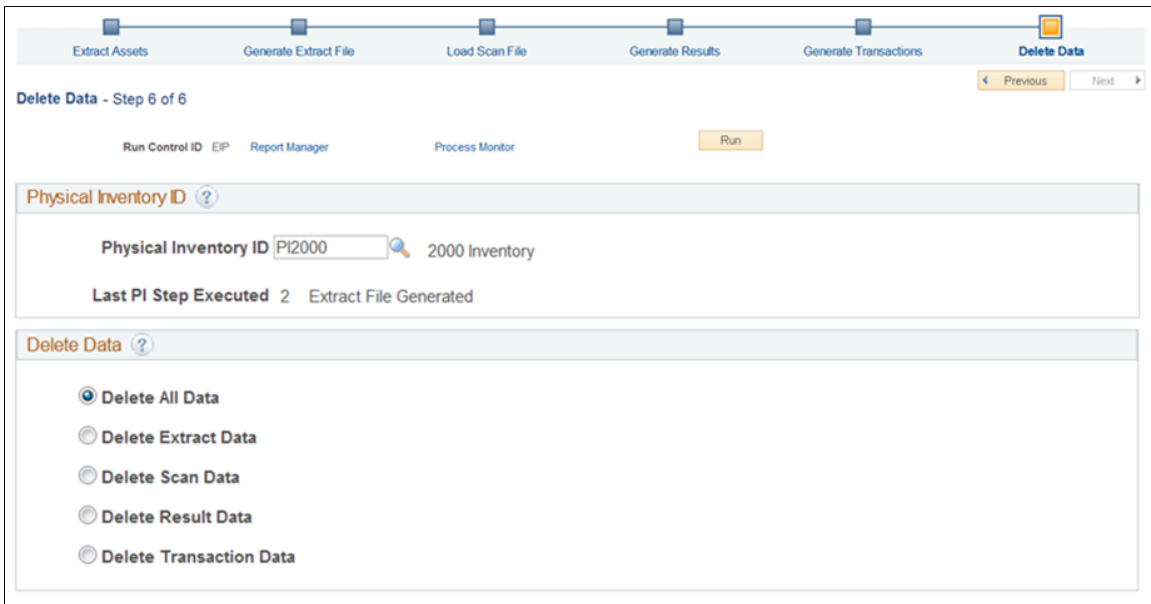 Extract Assets Generate Extract File Load Scan File Generate Results Generate Transactions Delete Data
Previous Next
Delete Data - Step 6 of 6
Run Control ID EIP Report Manager Process Monitor Run
Physical Inventory ID ?
Physical Inventory ID PI2000 2000 Inventory
Last PI Step Executed 2 Extract File Generated
Delete Data ?
Delete All Data
Delete Extract Data
Delete Scan Data
Delete Result Data
Delete Transaction Data